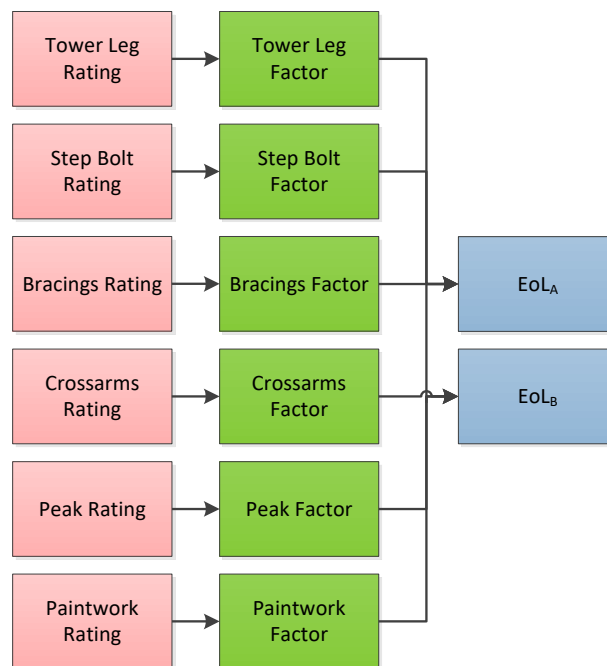 Tower Leg
Rating
Tower Leg
Factor
Step Bolt
Rating
Step Bolt
Factor
Bracings Rating
Bracings Factor
EoLA
Crossarms
Rating
Crossarms
Factor
EoLB
Peak Rating
Peak Factor
Paintwork
Rating
Paintwork
Factor